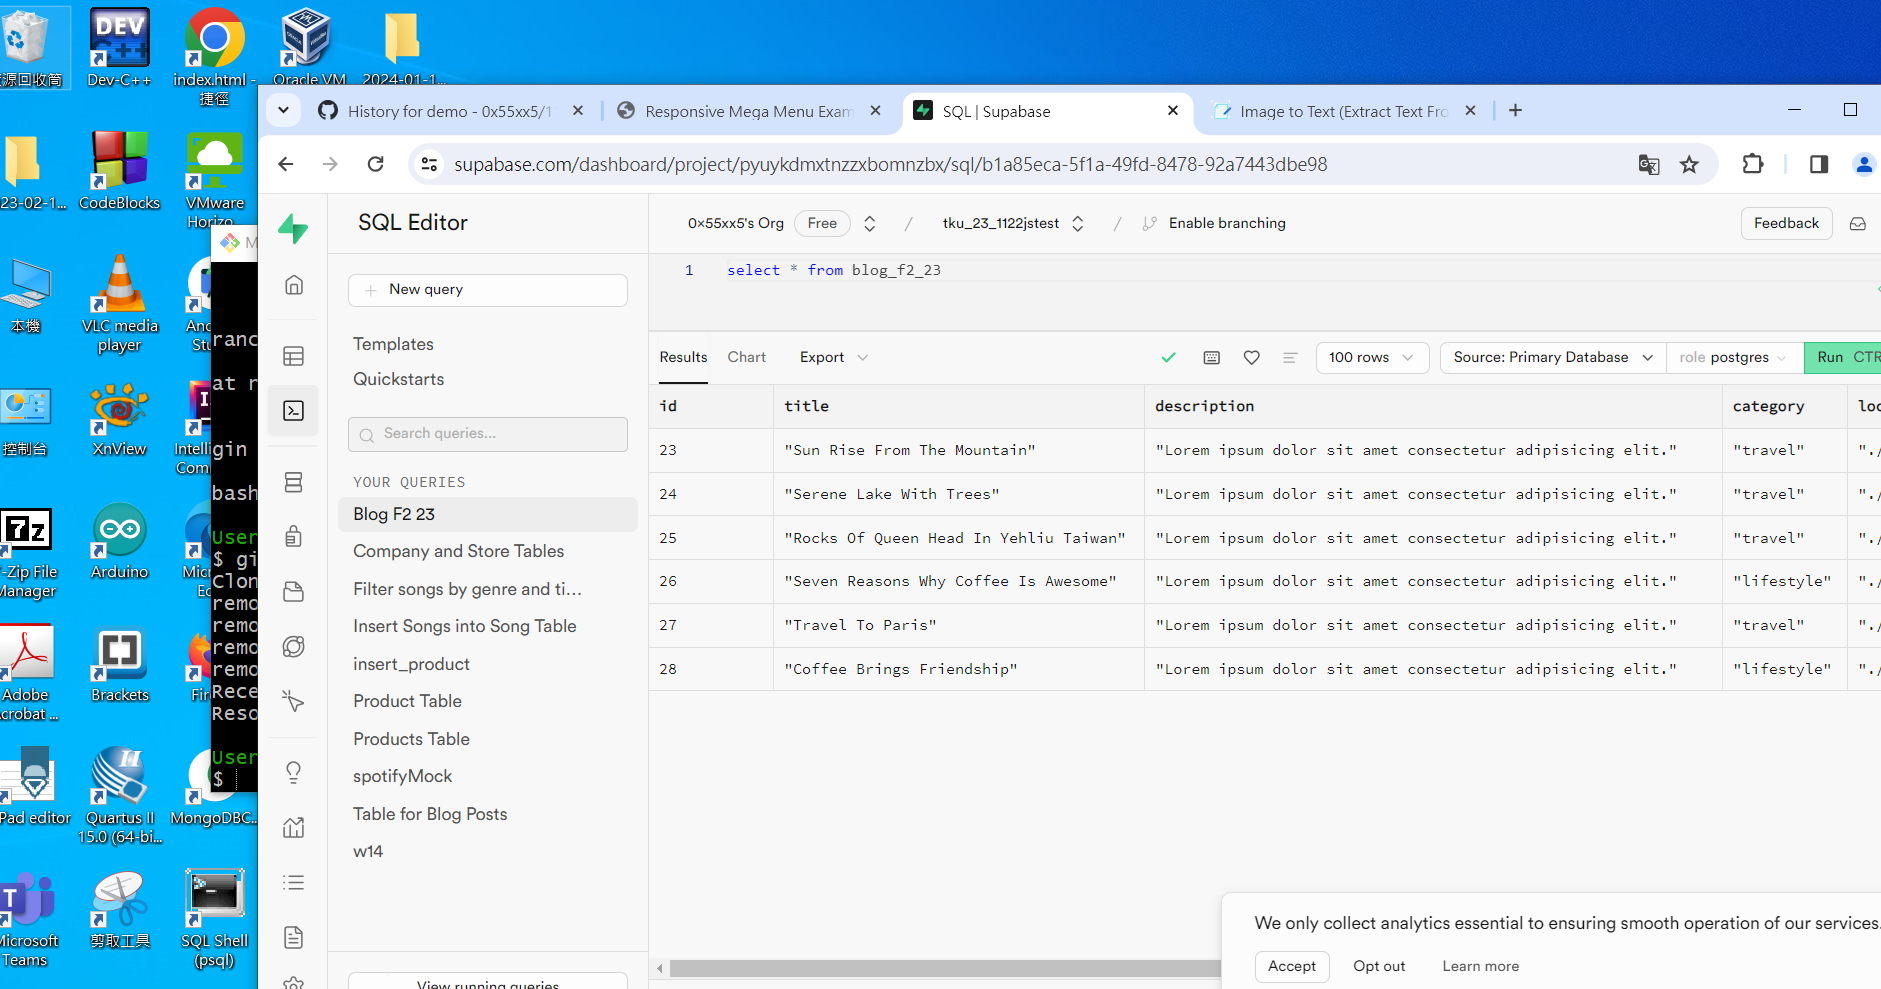 源回收筒
Dev-C++
index.html -
捷徑
Oracle VM
2024-01-1...
23-02-1...
CodeBlocks
VMware
Horizo
本機
VLC media
player
控制台
XnView
7-Zip File
Manager
Arduino
Adobe
crobat ...
Brackets
Pad editor
Quartus II
15.0 (64-bi...
MongoDBC...
Microsoft
Teams
剪取工具
SQL Shell
(psql)
ranc
at r
gin
bash
User
$ gi
Clon
remo
remo
remo
remo
Rece
Reso
User
$
History for demo - 0x55xx5/1
Responsive Mega Menu Exam
SQL | Supabase
Image to Text (Extract Text Fro
supabase.com/dashboard/project/pyuykdmxtnzzxbomnzbx/sql/b1a85eca-5f1a-49fd-8478-92a7443dbe98
SQL Editor
0x55xx5's Org Free / tku_23_1122jstest / Enable branching
Feedback
New query
Templates
Quickstarts
Search queries...
YOUR QUERIES
Blog F2 23
Company and Store Tables
Filter songs by genre and ti...
Insert Songs into Song Table
insert_product
Product Table
Products Table
spotifyMock
Table for Blog Posts
w14
View running queries
1 select * from blog_f2_23
Results Chart Export 100 rows Source: Primary Database role postgres Run CTR
id title description category loc
23 "Sun Rise From The Mountain" "Lorem ipsum dolor sit amet consectetur adipisicing elit." "travel" "./
24 "Serene Lake With Trees" "Lorem ipsum dolor sit amet consectetur adipisicing elit." "travel" "./
25 "Rocks Of Queen Head In Yehliu Taiwan" "Lorem ipsum dolor sit amet consectetur adipisicing elit." "travel" "./
26 "Seven Reasons Why Coffee Is Awesome" "Lorem ipsum dolor sit amet consectetur adipisicing elit." "lifestyle" "./
27 "Travel To Paris" "Lorem ipsum dolor sit amet consectetur adipisicing elit." "travel" "./
28 "Coffee Brings Friendship" "Lorem ipsum dolor sit amet consectetur adipisicing elit." "lifestyle" "./
We only collect analytics essential to ensuring smooth operation of our services.
Accept Opt out Learn more